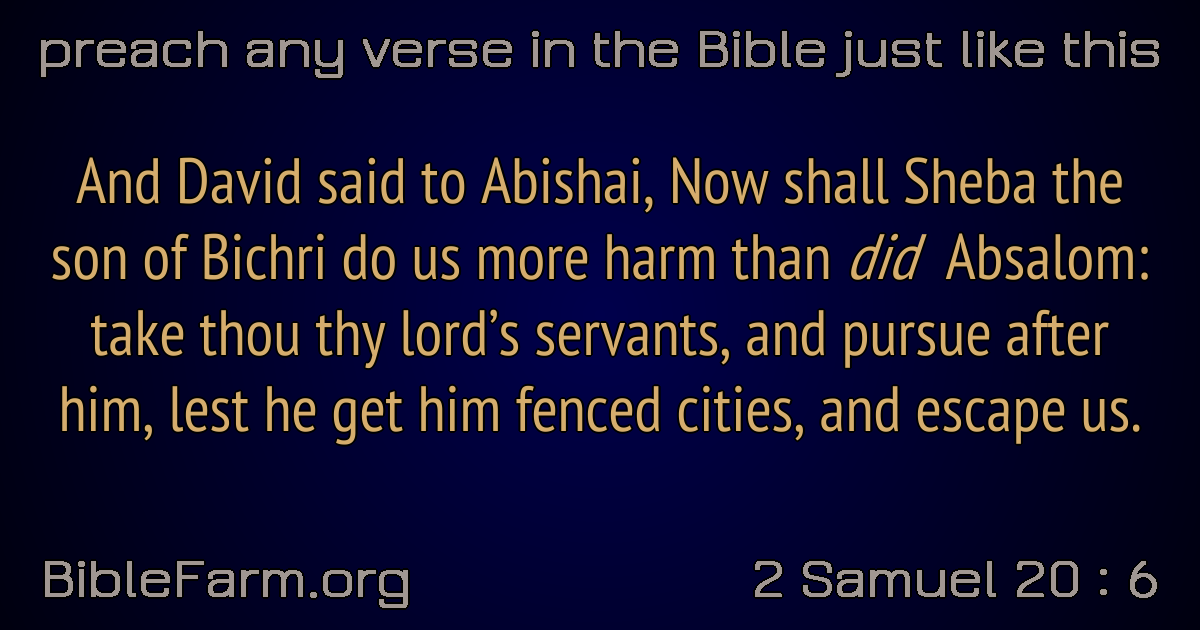 preach any verse in the Bible just like this
And David said to Abishai, Now shall Sheba the
son of Bichri do us more harm than did Absalom:
take thou thy lord’s servants, and pursue after
him, lest he get him fenced cities, and escape us.
BibleFarm.org
2 Samuel 20 : 6